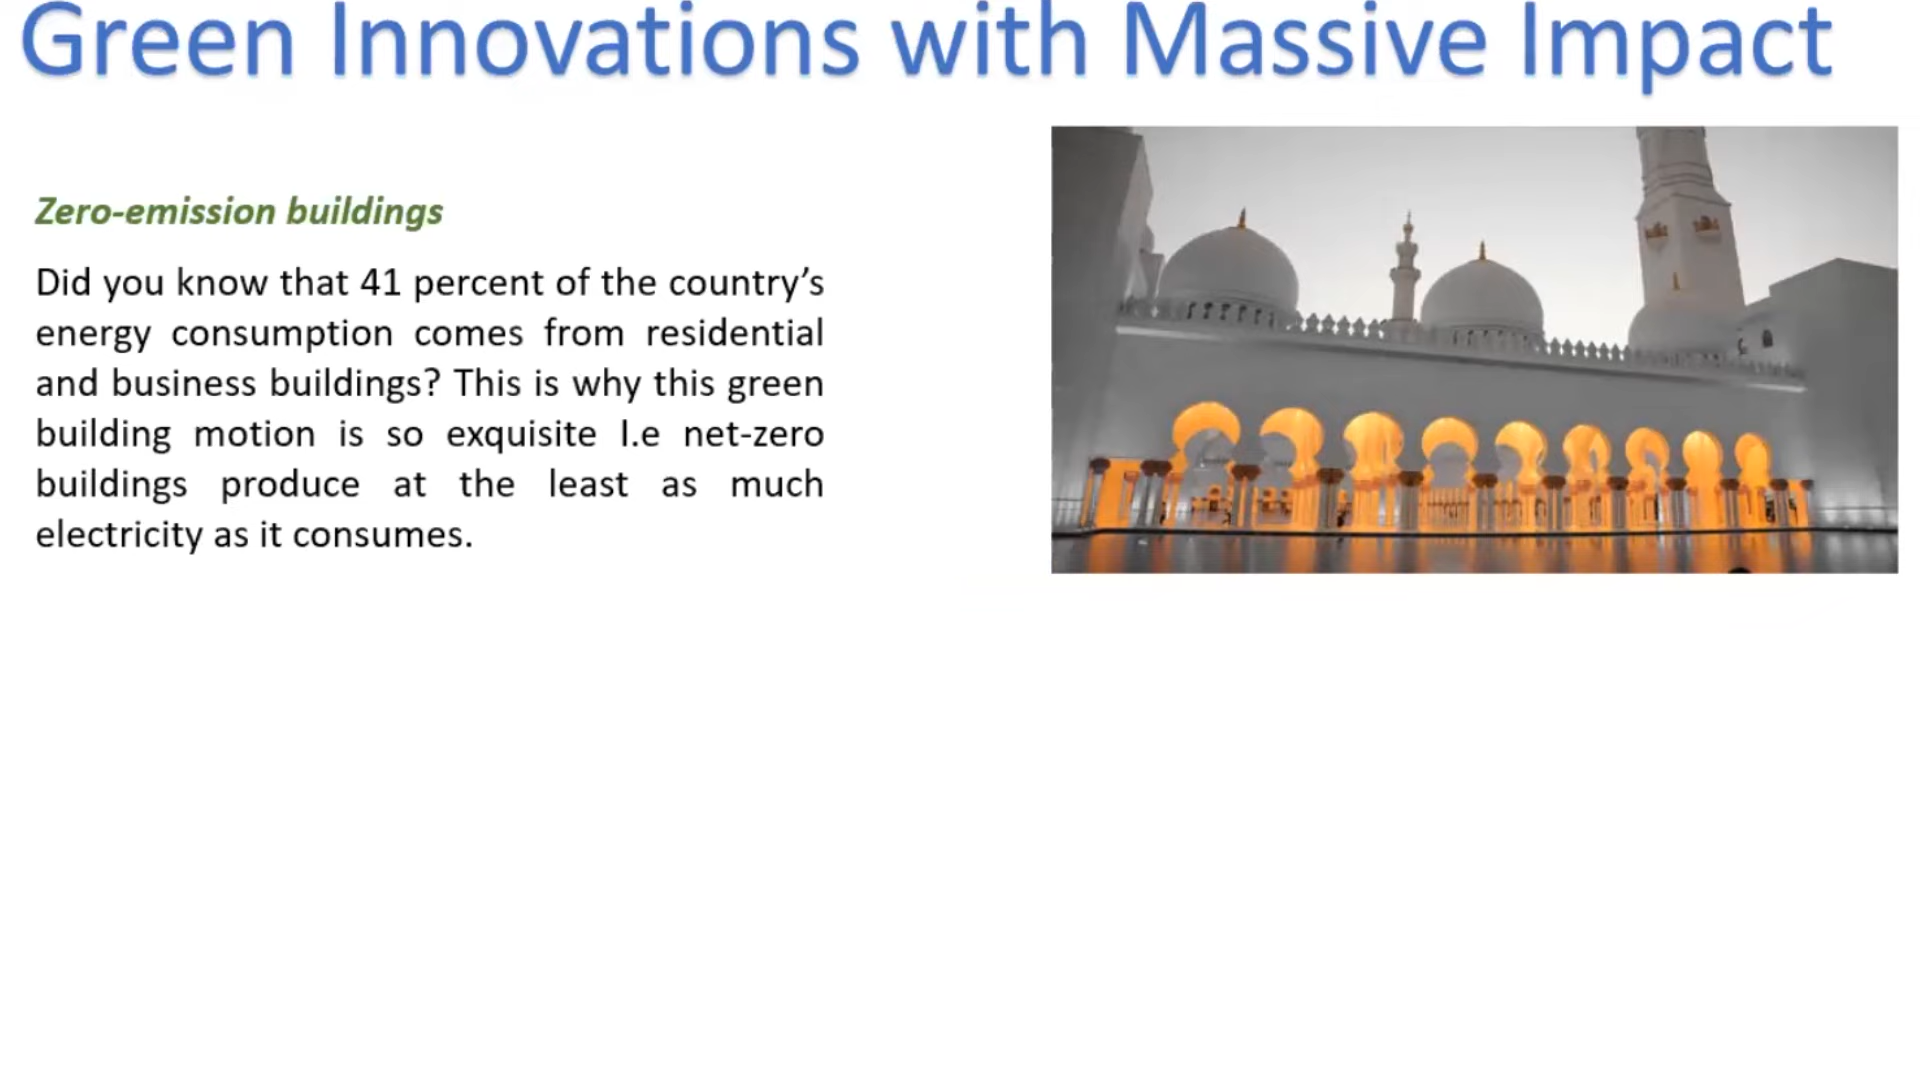 Green Innovations with Massive Impact
Zero-emission buildings
Did you know that 41 percent of the country’s
energy consumption comes from residential
and business buildings? This is why this green
building motion is so exquisite I.e net-zero
buildings produce at the least as much
electricity as it consumes.